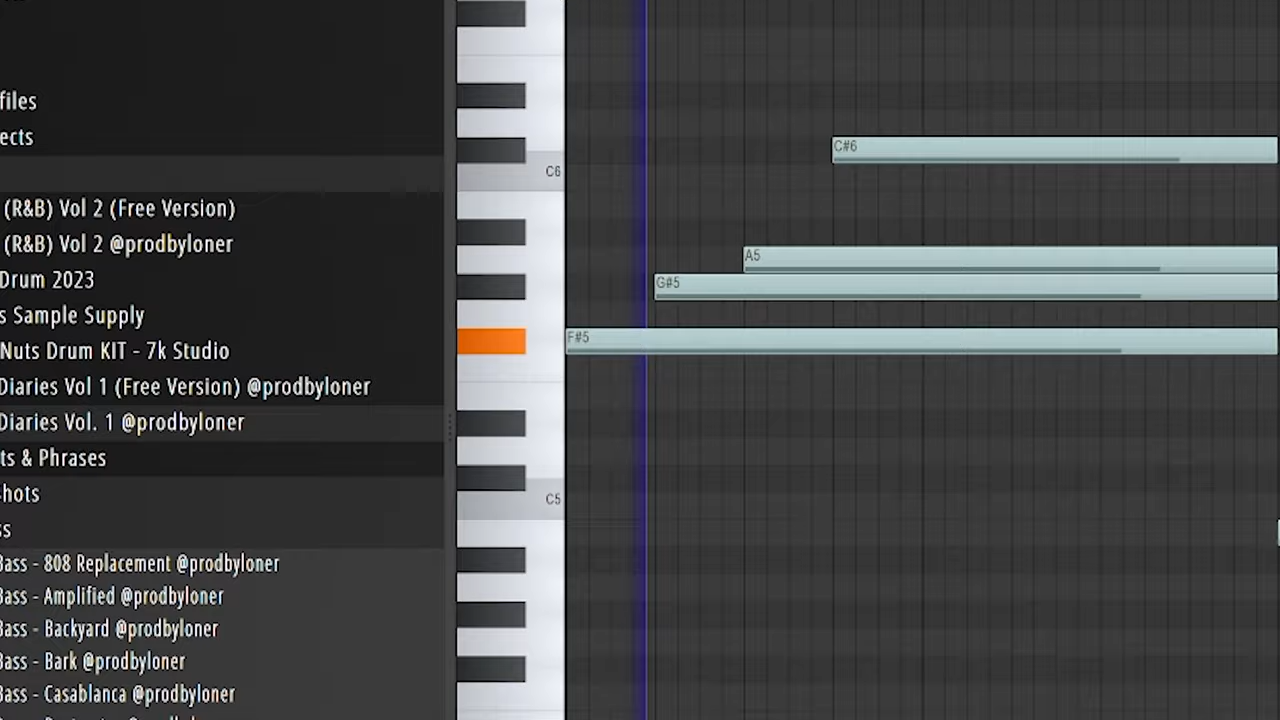 files
ects
(R&B) Vol 2 (Free Version)
(R&B) Vol 2 @prodbyloner
Drum 2023
s Sample Supply
Nuts Drum KIT - 7k Studio
Diaries Vol 1 (Free Version) @prodbyloner
Diaries Vol. 1 @prodbyloner
ts & Phrases
hots
ss
Bass - 808 Replacement @prodbyloner
Bass - Amplified @prodbyloner
Bass - Backyard @prodbyloner
Bass - Bark @prodbyloner
Bass - Casablanca @prodbyloner
C6
C5
C#6
A5
G#5
F#5